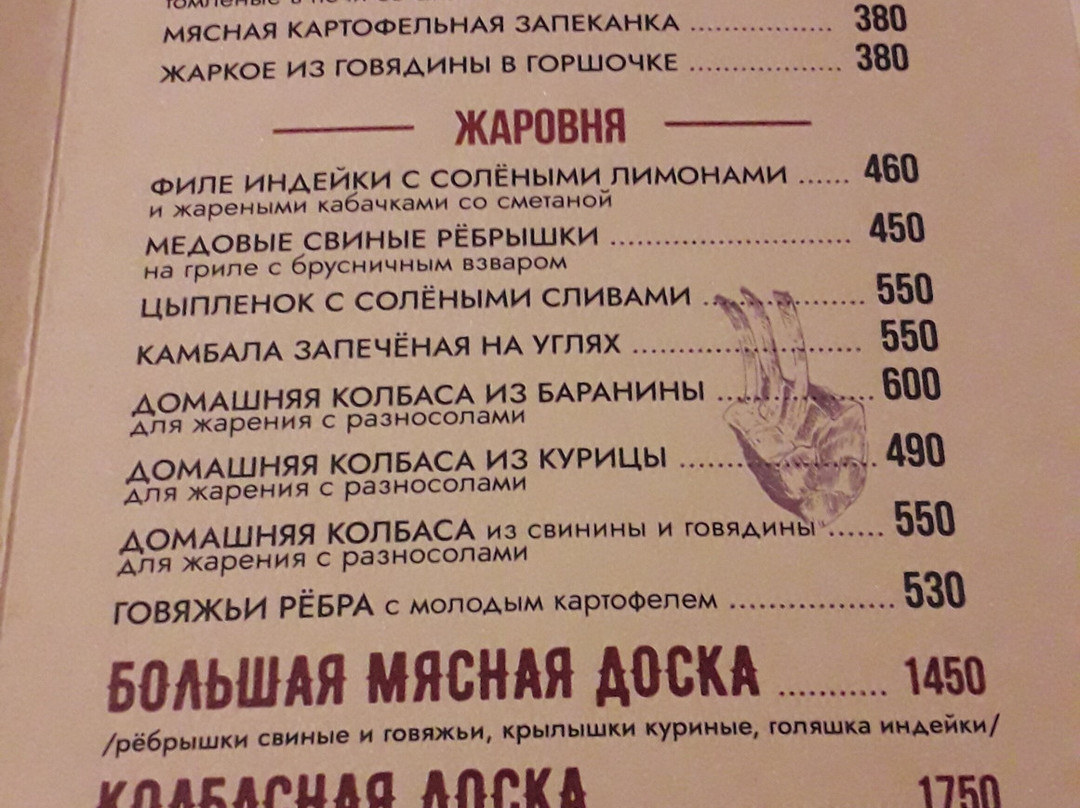 МЯСНАЯ КАРТОФЕЛЬНАЯ ЗАПЕКАНКА .................. 380
ЖАРКОЕ ИЗ ГОВЯДИНЫ В ГОРШОЧКЕ ................... 380
ЖАРОВНЯ
ФИЛЕ ИНДЕЙКИ С СОЛЁНЫМИ ЛИМОНАМИ ...... 460
и жареными кабачками со сметаной
МЕДОВЫЕ СВИНЫЕ РЁБРЫШКИ ............................... 450
на гриле с брусничным взваром
ЦЫПЛЕНОК С СОЛЁНЫМИ СЛИВАМИ .................... 550
КАМБАЛА ЗАПЕЧЁНАЯ НА УГЛЯХ ............................. 550
ДОМАШНЯЯ КОЛБАСА ИЗ БАРАНИНЫ .................... 600
для жарения с разносолами
ДОМАШНЯЯ КОЛБАСА ИЗ КУРИЦЫ ......................... 490
для жарения с разносолами
ДОМАШНЯЯ КОЛБАСА из свинины и говядины ...... 550
для жарения с разносолами
ГОВЯЖЬИ РЁБРА с молодым картофелем .................. 530
БОЛЬШАЯ МЯСНАЯ ДОСКА ........... 1450
/рёбрышки свиные и говяжьи, крылышки куриные, голяшка индейки/
КОЛБАСНАЯ ДОСКА 1750